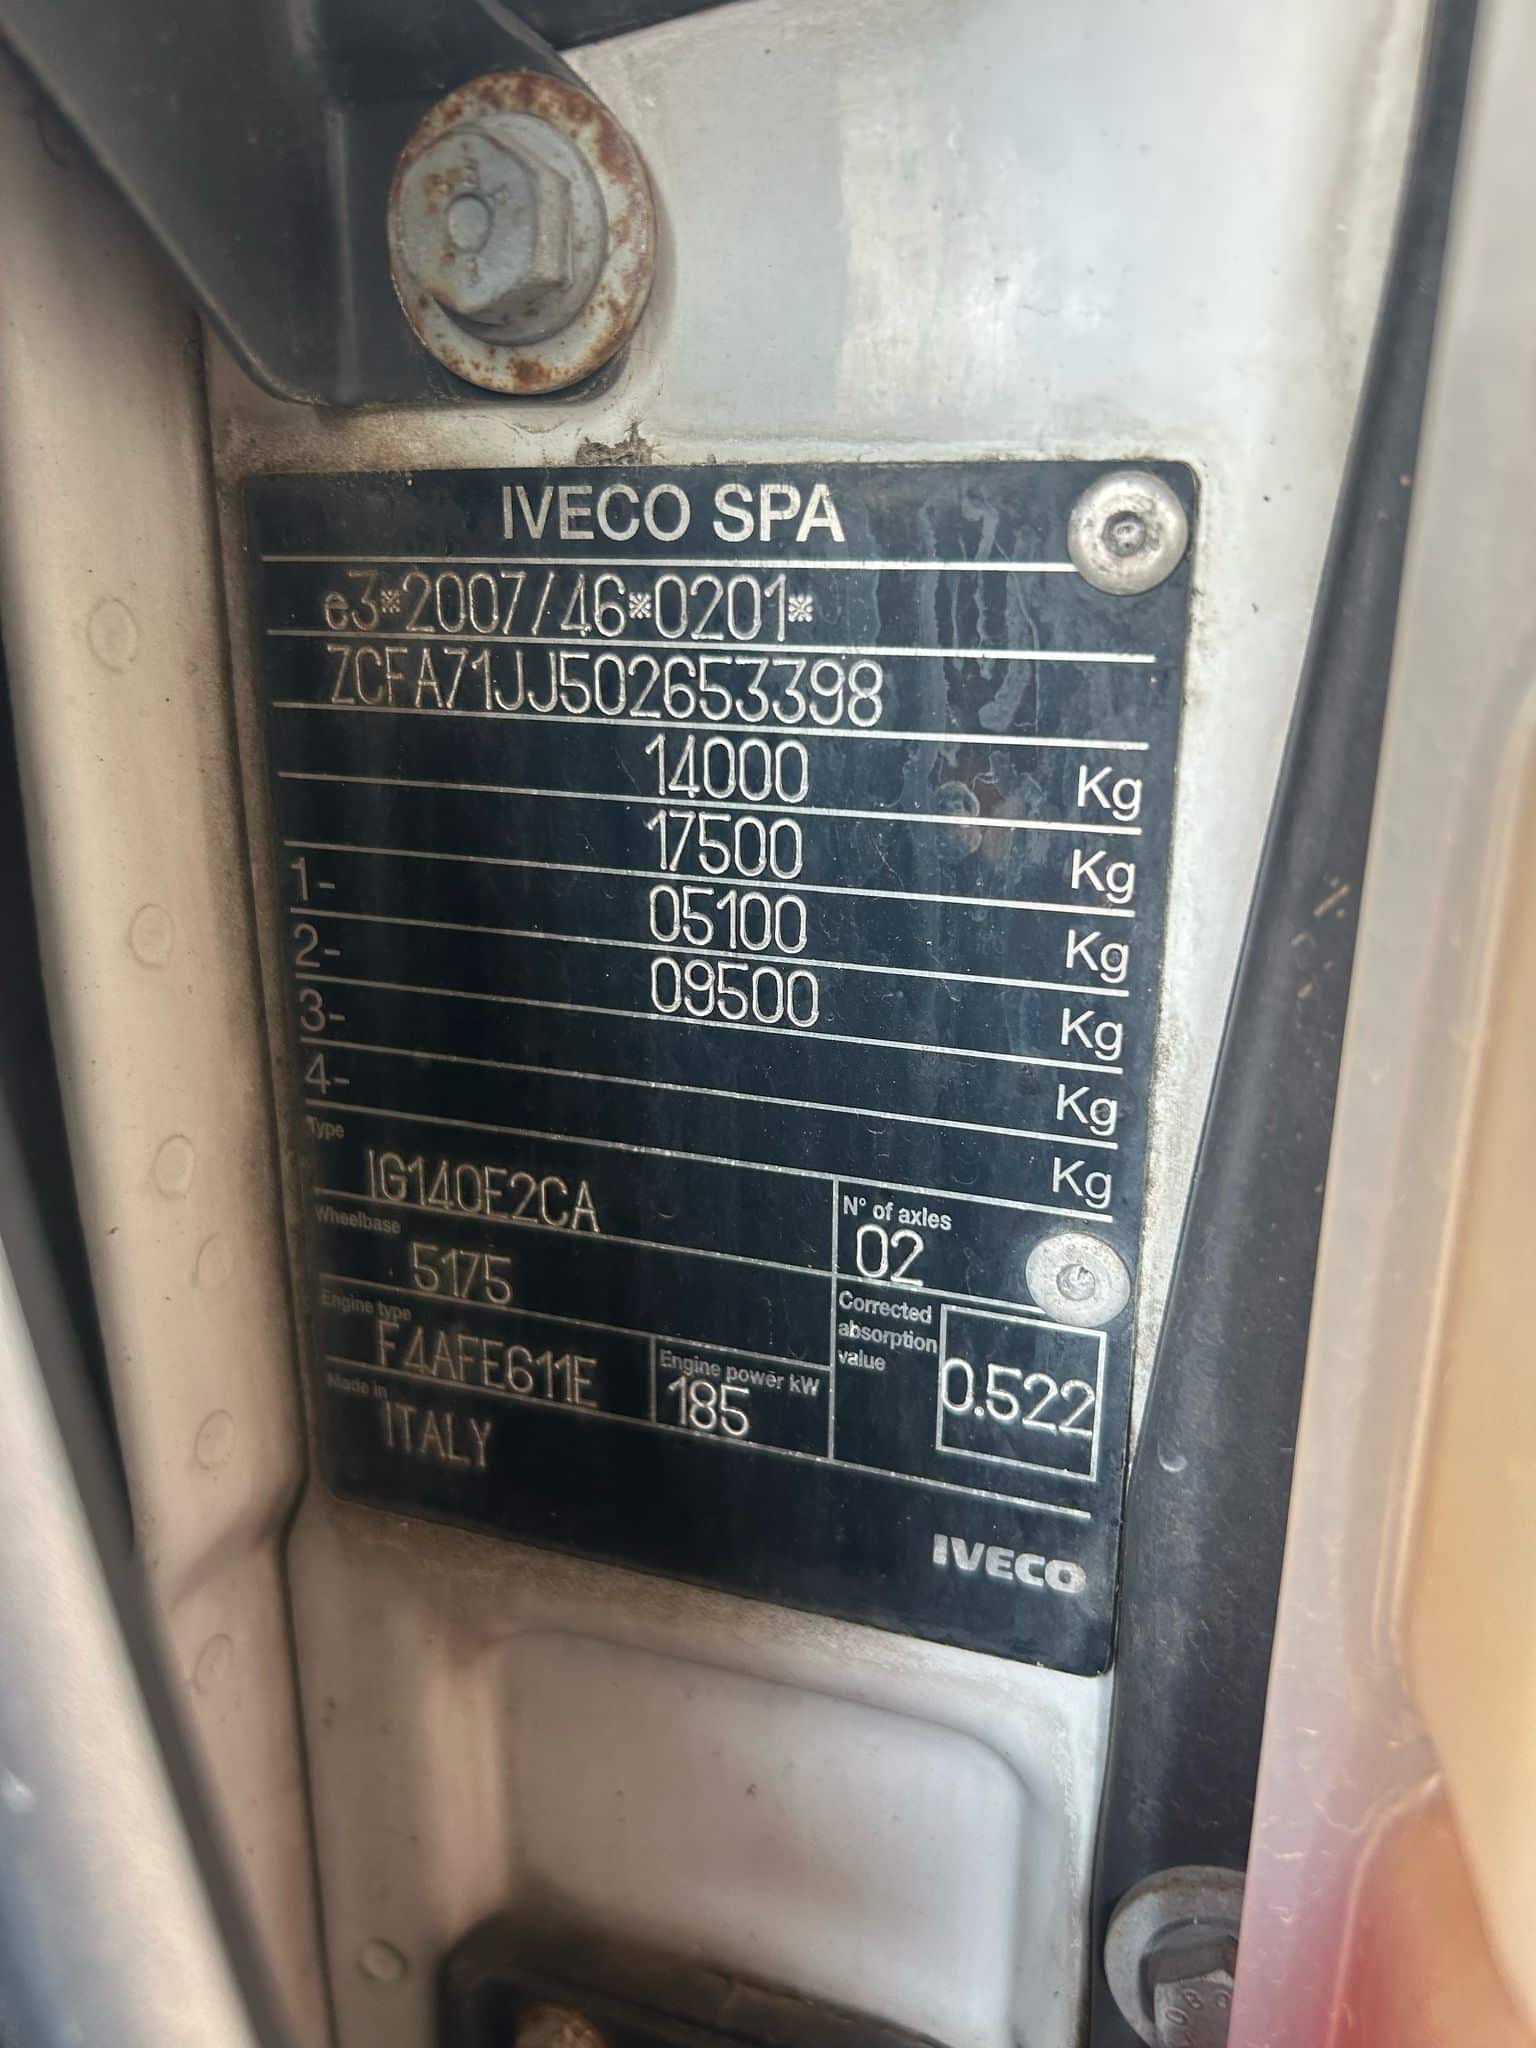 IVECO SPA
e3*2007/46*0201*
ZCFA71JJ502653398
14000 Kg
17500 Kg
1- 05100 Kg
2- 09500 Kg
3- Kg
4- Kg
Type
IG140E2CA
N° of axles
02
Wheelbase
5175
Engine type
F4AFE611E
Engine power kW
185
Corrected
absorption
value
0.522
Made in
ITALY
IVECO